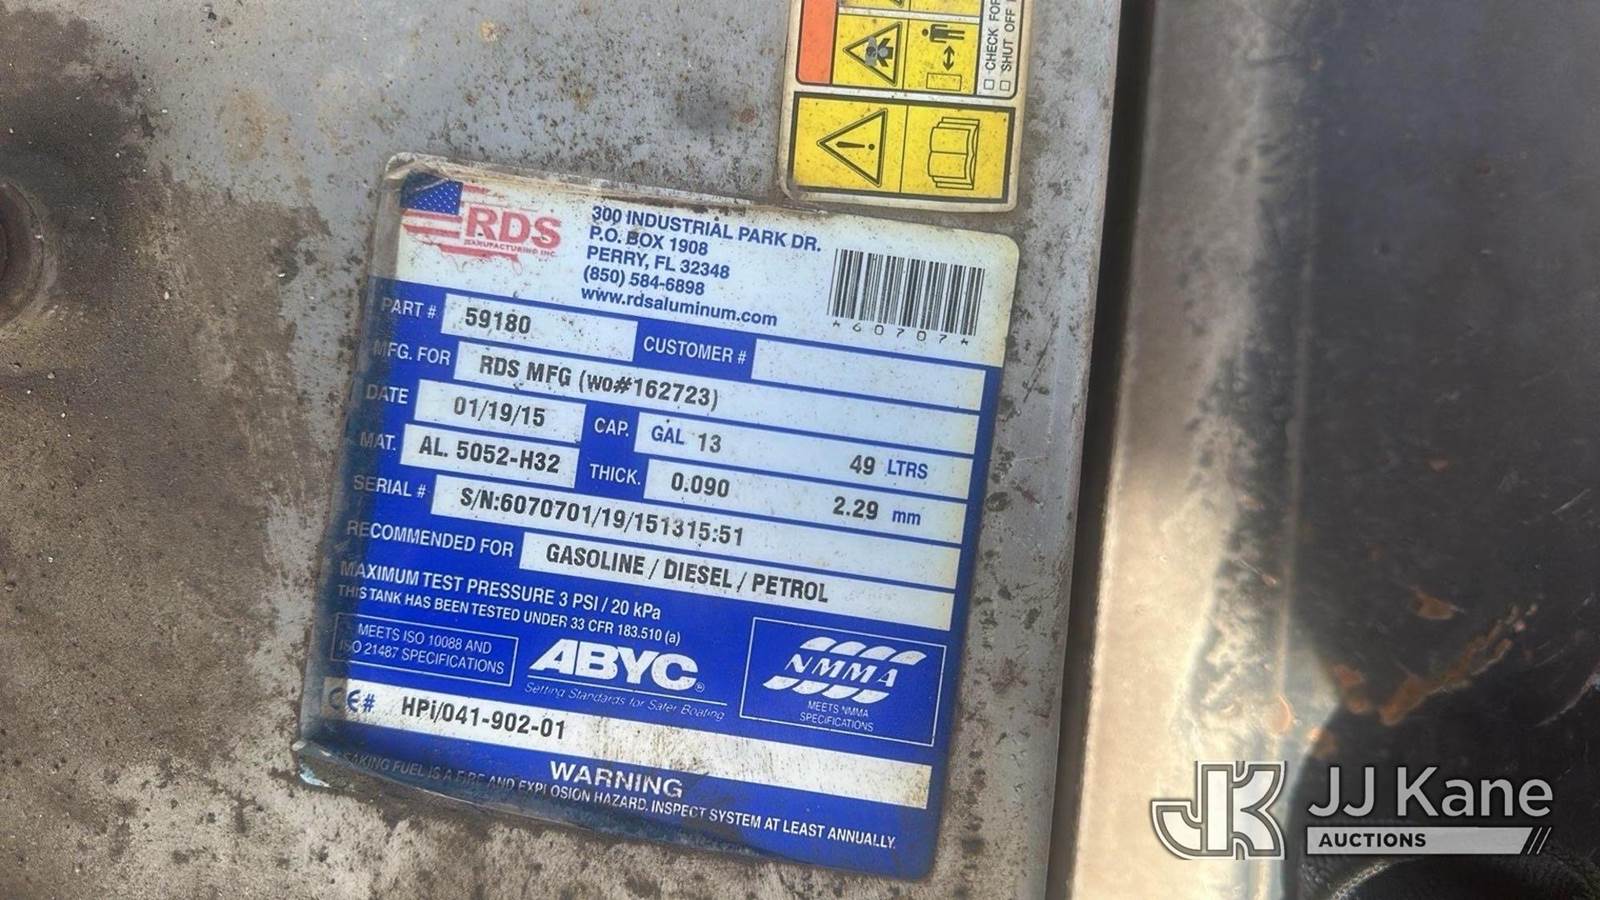 CHECK FOR
SHUT OFF
RDS
MANUFACTURING INC.
300 INDUSTRIAL PARK DR.
P.O. BOX 1908
PERRY, FL 32348
(850) 584-6898
www.rdsaluminum.com
*60707*
PART # 59180 CUSTOMER #
MFG. FOR RDS MFG (wo#162723)
DATE 01/19/15 CAP. GAL 13 49 LTRS
MAT. AL. 5052-H32 THICK. 0.090 2.29 mm
SERIAL # S/N:6070701/19/151315:51
RECOMMENDED FOR GASOLINE / DIESEL / PETROL
MAXIMUM TEST PRESSURE 3 PSI / 20 kPa
THIS TANK HAS BEEN TESTED UNDER 33 CFR 183.510 (a)
MEETS ISO 10088 AND
ISO 21487 SPECIFICATIONS
ABYC®
Setting Standards for Safer Boating
NMMA
MEETS NMMA
SPECIFICATIONS
CE# HPi/041-902-01
WARNING
FUEL IS A FIRE AND EXPLOSION HAZARD. INSPECT SYSTEM AT LEAST ANNUALLY.
JK JJ Kane
AUCTIONS